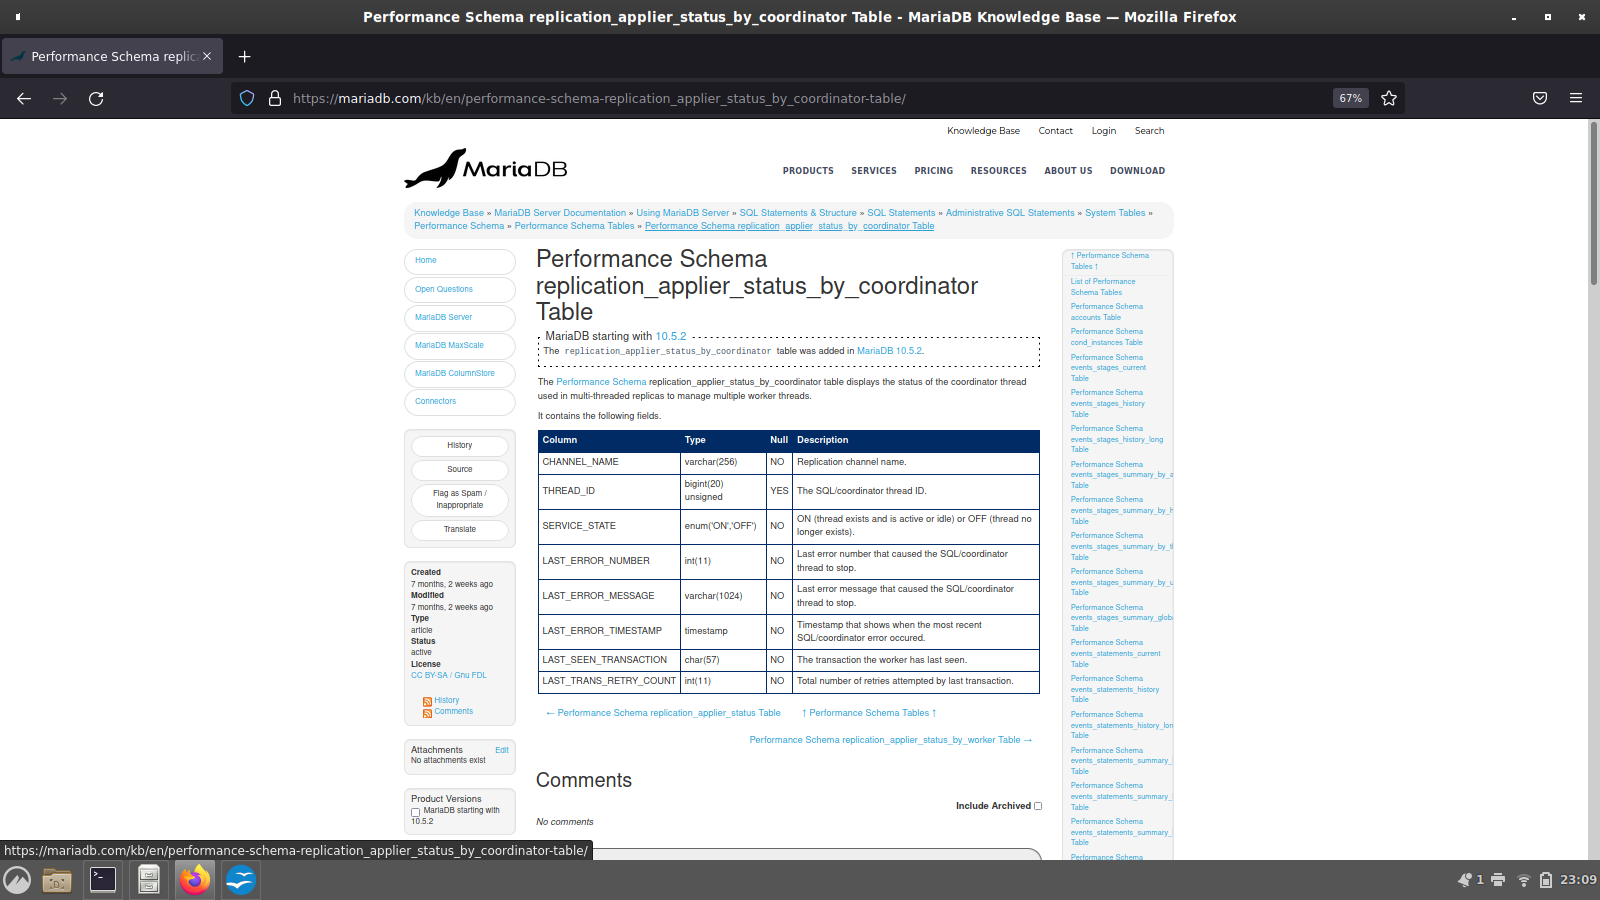 Performance Schema replication_applier_status_by_coordinator Table - MariaDB Knowledge Base — Mozilla Firefox
Performance Schema replic
https://mariadb.com/kb/en/performance-schema-replication_applier_status_by_coordinator-table/
67%
Knowledge Base Contact Login Search
MariaDB
PRODUCTS SERVICES PRICING RESOURCES ABOUT US DOWNLOAD
Knowledge Base » MariaDB Server Documentation » Using MariaDB Server » SQL Statements & Structure » SQL Statements » Administrative SQL Statements » System Tables »
Performance Schema » Performance Schema Tables » Performance Schema replication_applier_status_by_coordinator Table
Home
Open Questions
MariaDB Server
MariaDB MaxScale
MariaDB ColumnStore
Connectors
History
Source
Flag as Spam /
Inappropriate
Translate
Created
7 months, 2 weeks ago
Modified
7 months, 2 weeks ago
Type
article
Status
active
License
CC BY-SA / Gnu FDL
History
Comments
Attachments Edit
No attachments exist
Product Versions
MariaDB starting with
10.5.2
Performance Schema
replication_applier_status_by_coordinator
Table
MariaDB starting with 10.5.2
The replication_applier_status_by_coordinator table was added in MariaDB 10.5.2.
The Performance Schema replication_applier_status_by_coordinator table displays the status of the coordinator thread
used in multi-threaded replicas to manage multiple worker threads.
It contains the following fields.
Column Type Null Description
CHANNEL_NAME varchar(256) NO Replication channel name.
THREAD_ID bigint(20) unsigned YES The SQL/coordinator thread ID.
SERVICE_STATE enum('ON','OFF') NO ON (thread exists and is active or idle) or OFF (thread no
longer exists).
LAST_ERROR_NUMBER int(11) NO Last error number that caused the SQL/coordinator
thread to stop.
LAST_ERROR_MESSAGE varchar(1024) NO Last error message that caused the SQL/coordinator
thread to stop.
LAST_ERROR_TIMESTAMP timestamp NO Timestamp that shows when the most recent
SQL/coordinator error occured.
LAST_SEEN_TRANSACTION char(57) NO The transaction the worker has last seen.
LAST_TRANS_RETRY_COUNT int(11) NO Total number of retries attempted by last transaction.
← Performance Schema replication_applier_status Table ↑ Performance Schema Tables ↑
Performance Schema replication_applier_status_by_worker Table →
Comments
Include Archived
No comments
↑ Performance Schema
Tables ↑
List of Performance
Schema Tables
Performance Schema
accounts Table
Performance Schema
cond_instances Table
Performance Schema
events_stages_current
Table
Performance Schema
events_stages_history
Table
Performance Schema
events_stages_history_long
Table
Performance Schema
events_stages_summary_by_a
Table
Performance Schema
events_stages_summary_by_h
Table
Performance Schema
events_stages_summary_by_t
Table
Performance Schema
events_stages_summary_by_u
Table
Performance Schema
events_stages_summary_glob
Table
Performance Schema
events_statements_current
Table
Performance Schema
events_statements_history
Table
Performance Schema
events_statements_history_lon
Table
Performance Schema
events_statements_summary_
Table
Performance Schema
events_statements_summary_
Table
Performance Schema
events_statements_summary_
Table
Performance Schema
https://mariadb.com/kb/en/performance-schema-replication_applier_status_by_coordinator-table/
1 23:09